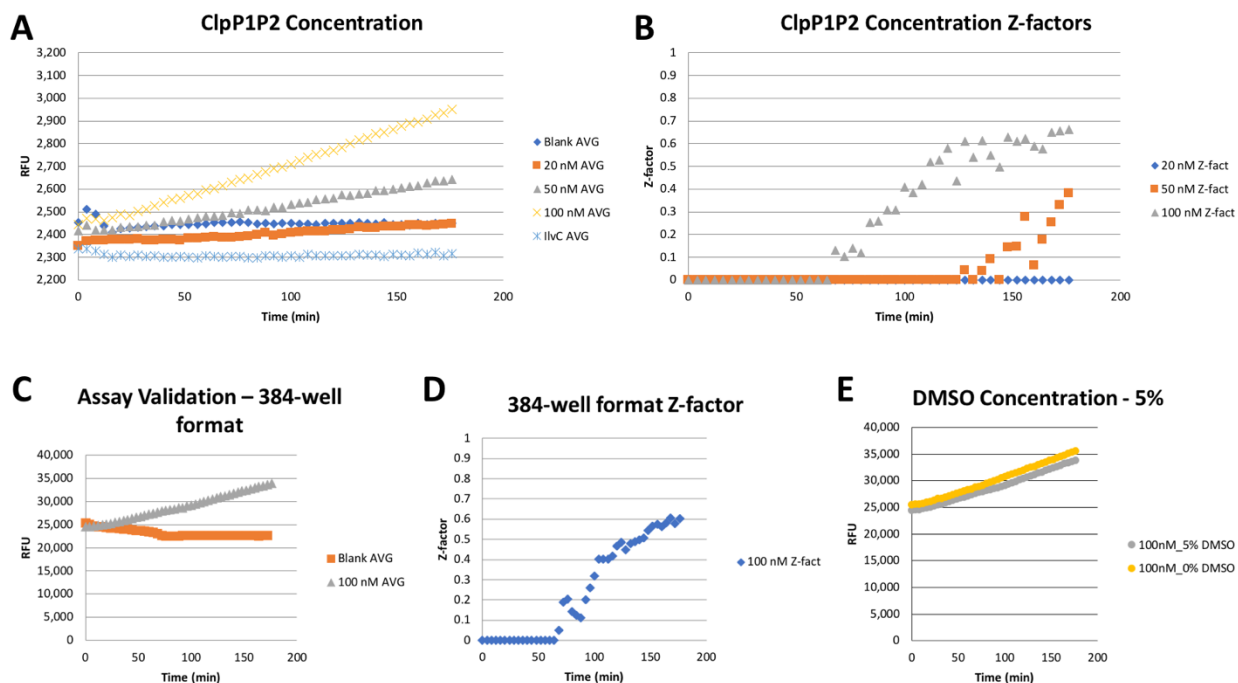 A
ClpP1P2 Concentration
3,200
3,100
3,000
2,900
2,800
2,700
2,600
2,500
2,400
2,300
2,200
RFU
0
50
100
150
200
Time (min)
Blank AVG
20 nM AVG
50 nM AVG
100 nM AVG
IlvC AVG
B
ClpP1P2 Concentration Z-factors
1
0.9
0.8
0.7
0.6
0.5
0.4
0.3
0.2
0.1
0
Z-factor
0
50
100
150
200
Time (min)
20 nM Z-fact
50 nM Z-fact
100 nM Z-fact
C
Assay Validation – 384-well
format
40,000
35,000
30,000
25,000
20,000
15,000
10,000
5,000
0
RFU
0
50
100
150
200
Time (min)
Blank AVG
100 nM AVG
D
384-well format Z-factor
1
0.9
0.8
0.7
0.6
0.5
0.4
0.3
0.2
0.1
0
Z-factor
0
50
100
150
200
Time (min)
100 nM Z-fact
E
DMSO Concentration - 5%
40,000
35,000
30,000
25,000
20,000
15,000
10,000
5,000
0
RFU
0
50
100
150
200
Time (min)
100nM_5% DMSO
100nM_0% DMSO